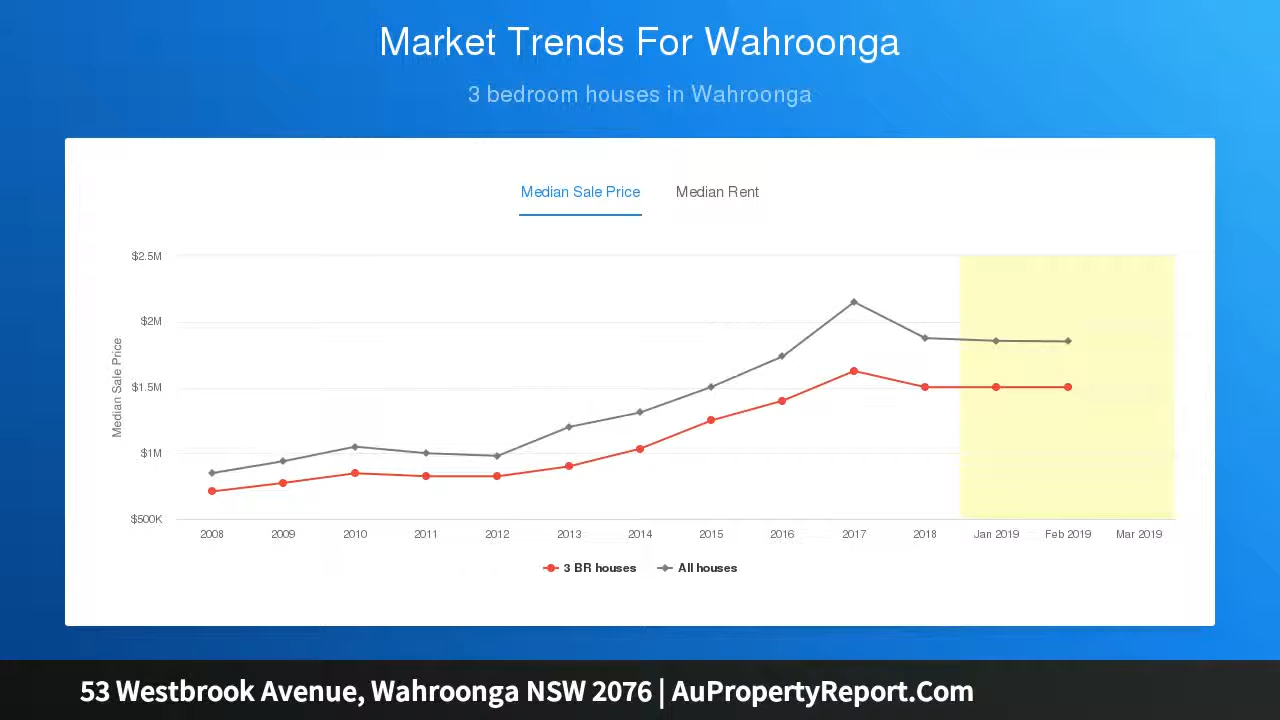 Market Trends For Wahroonga
3 bedroom houses in Wahroonga
Median Sale Price Median Rent
$2.5M
$2M
$1.5M
$1M
$500K
Median Sale Price
2008 2009 2010 2011 2012 2013 2014 2015 2016 2017 2018 Jan 2019 Feb 2019 Mar 2019
3 BR houses All houses
53 Westbrook Avenue, Wahroonga NSW 2076 | AuPropertyReport.Com